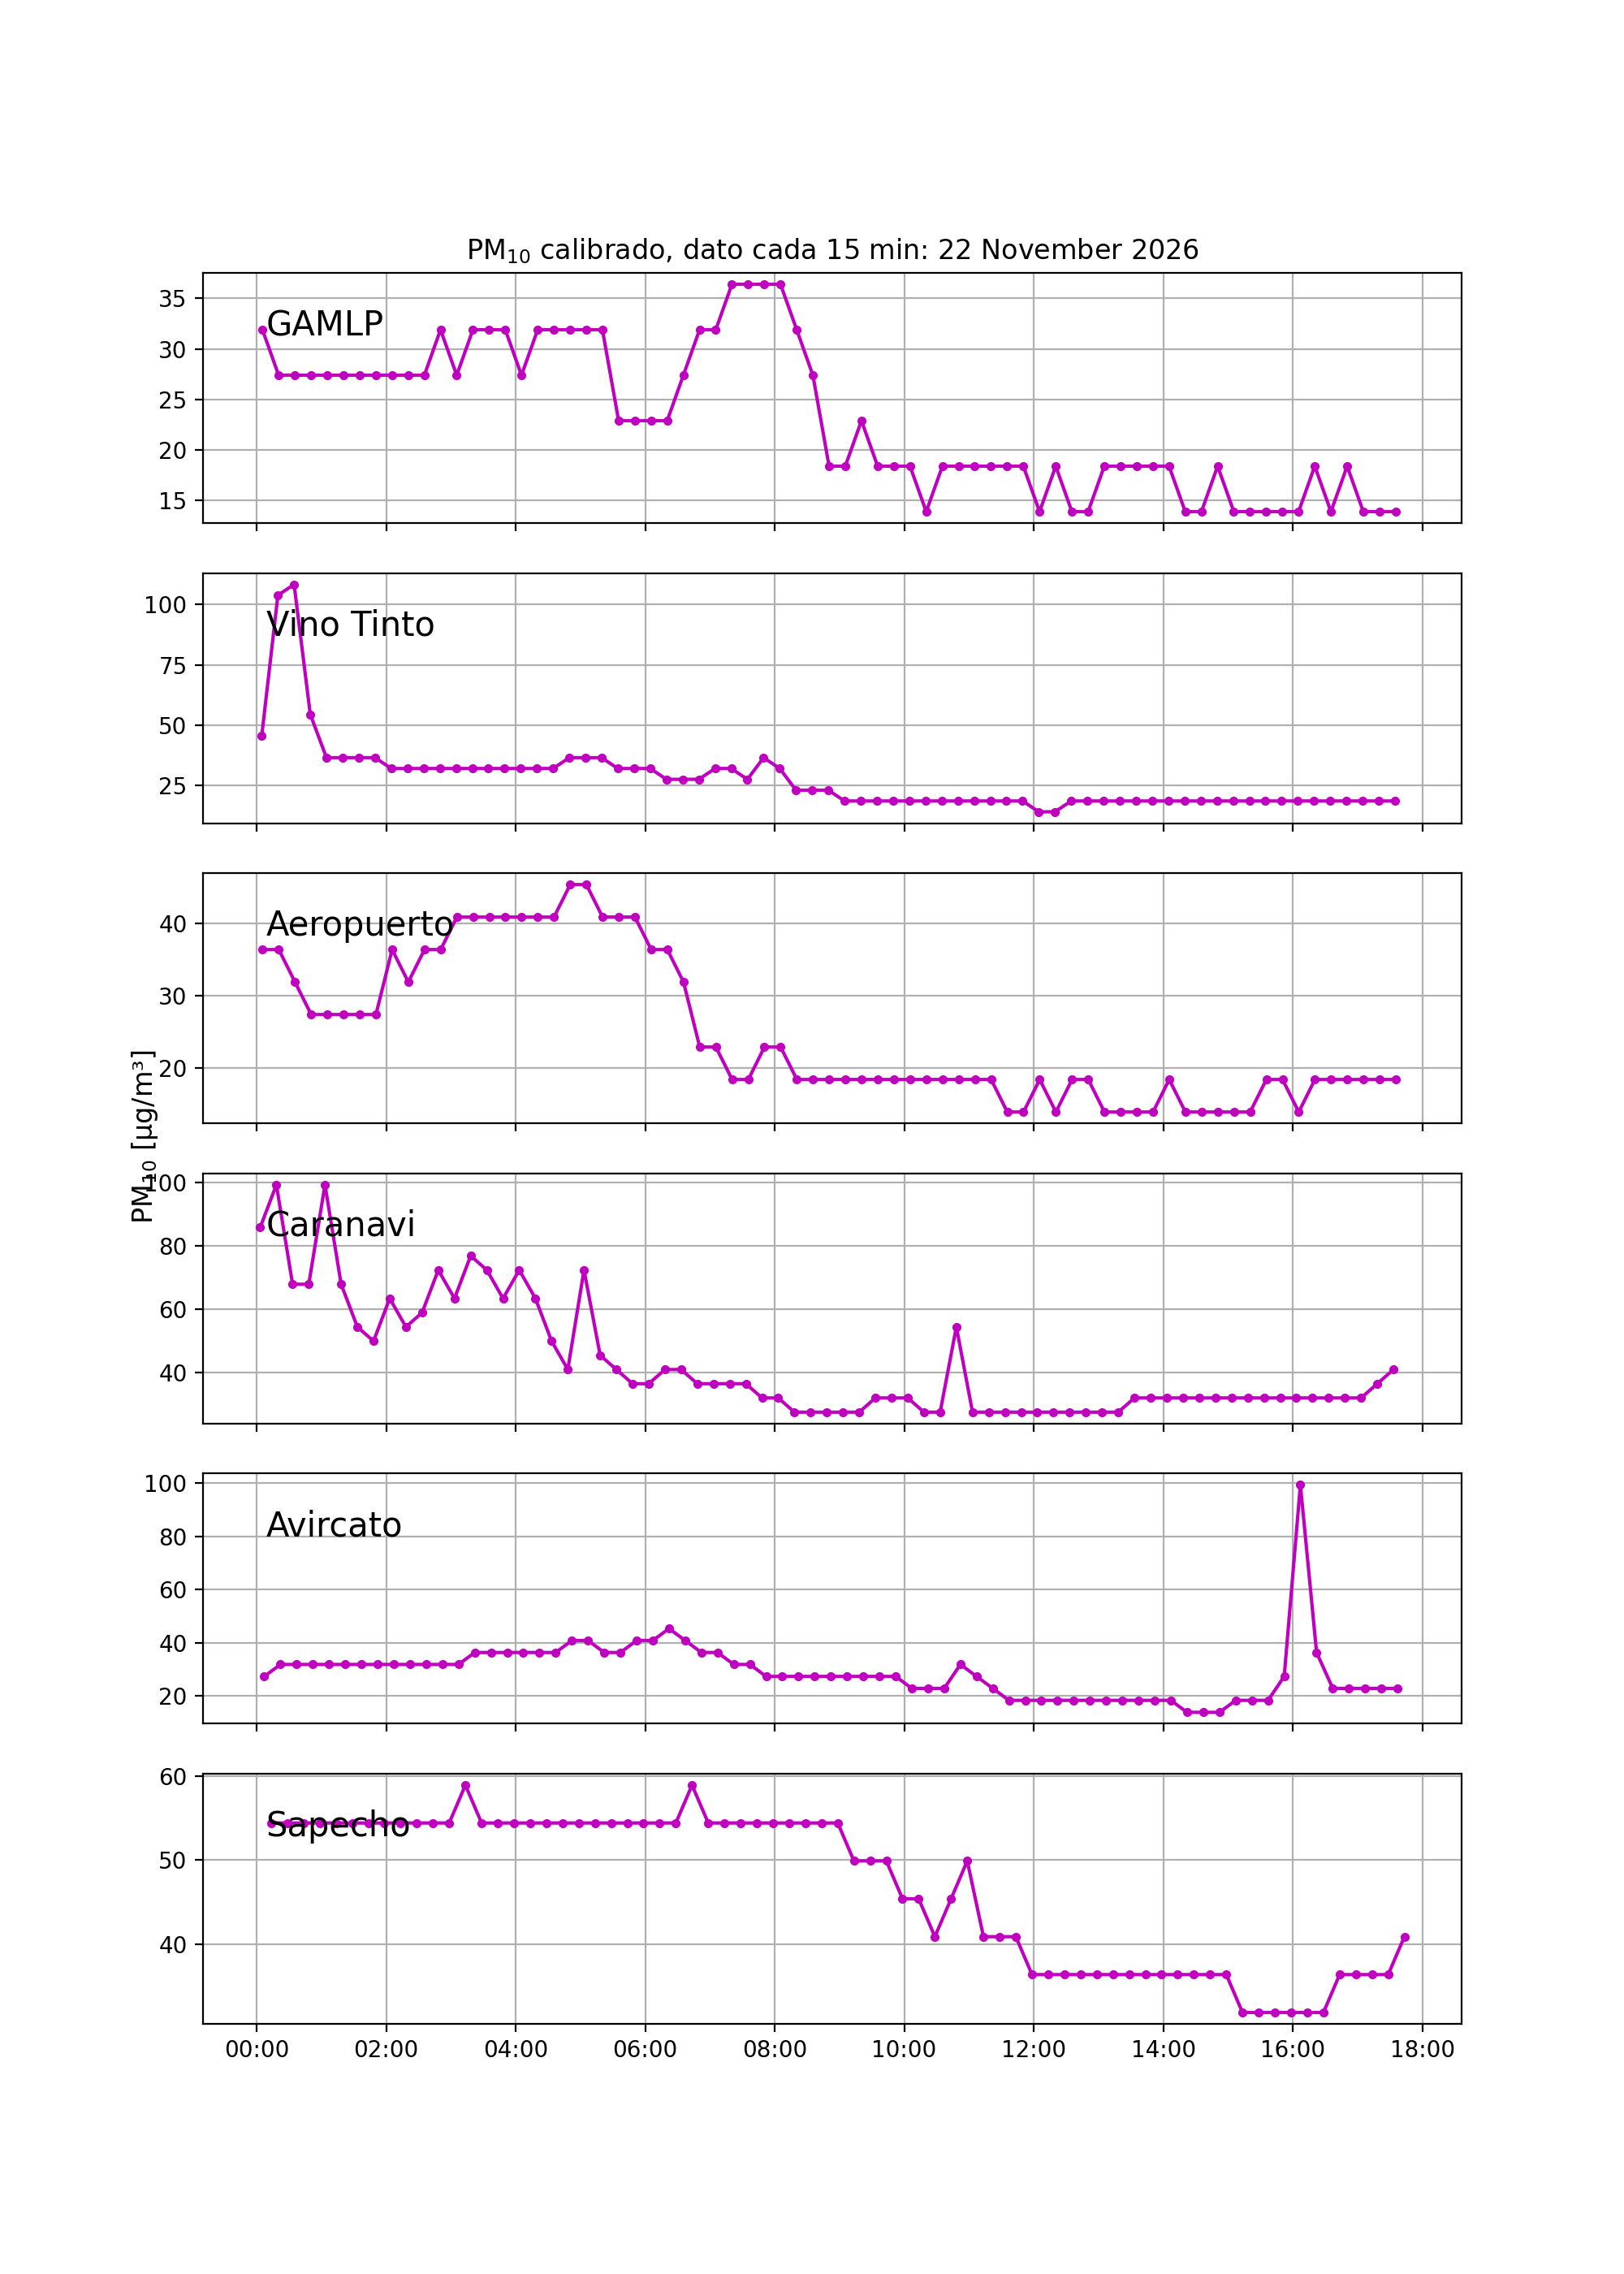 PM₁₀ calibrado, dato cada 15 min: 22 November 2026
35
30
25
20
15
GAMLP
100
75
50
25
Vino Tinto
40
30
20
Aeropuerto
PM₁₀ [µg/m³]
100
80
60
40
Caranavi
100
80
60
40
20
Avircato
60
50
40
Sapecho
00:00 02:00 04:00 06:00 08:00 10:00 12:00 14:00 16:00 18:00